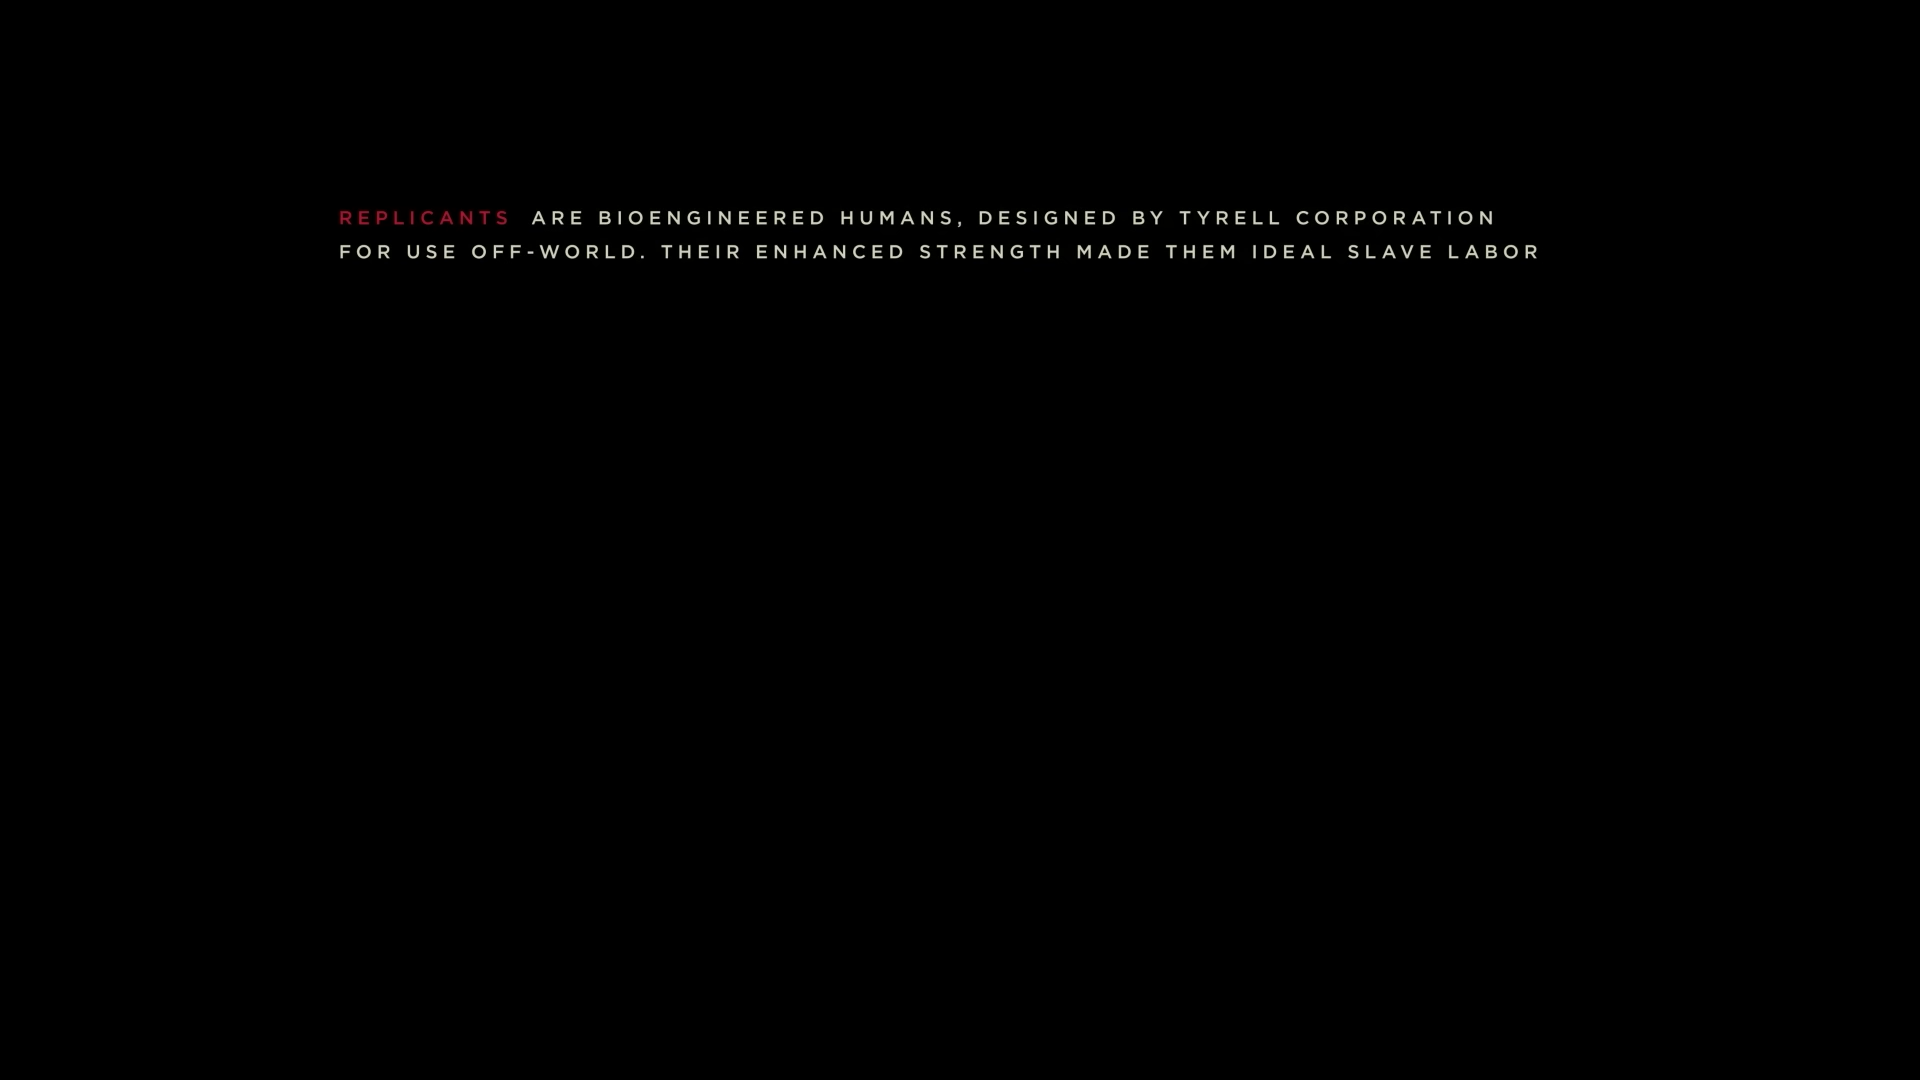 REPLICANTS ARE BIOENGINEERED HUMANS, DESIGNED BY TYRELL CORPORATION
FOR USE OFF-WORLD. THEIR ENHANCED STRENGTH MADE THEM IDEAL SLAVE LABOR